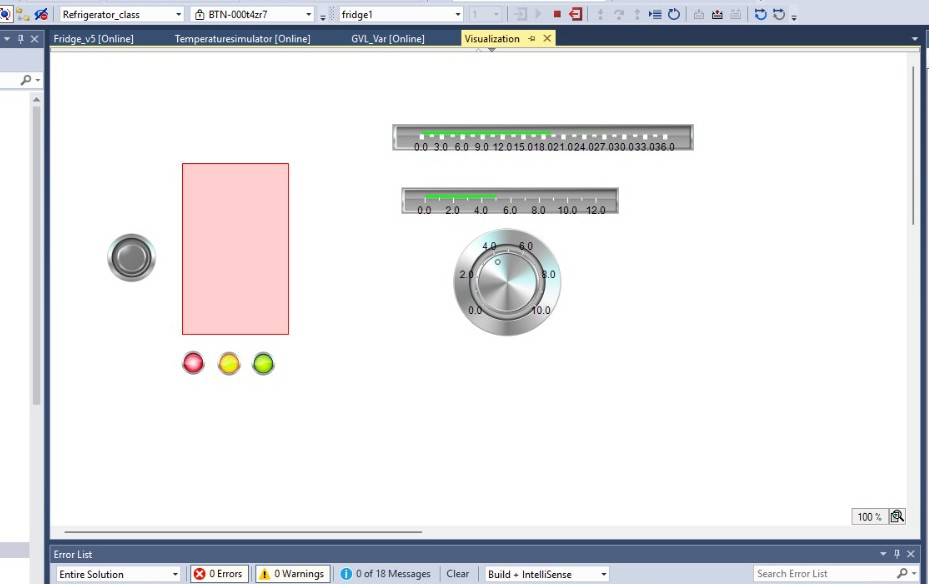 Refrigerator_class BTN-000t4zr7 fridge1 1
Fridge_v5 [Online] Temperaturesimulator [Online] GVL_Var [Online] Visualization
0.0 3.0 6.0 9.0 12.0 15.0 18.0 21.0 24.0 27.0 30.0 33.0 36.0
0.0 2.0 4.0 6.0 8.0 10.0 12.0
4.0 6.0
2.0 8.0
0.0 10.0
100 %
Error List
Entire Solution 0 Errors 0 Warnings 0 of 18 Messages Clear Build + IntelliSense Search Error List